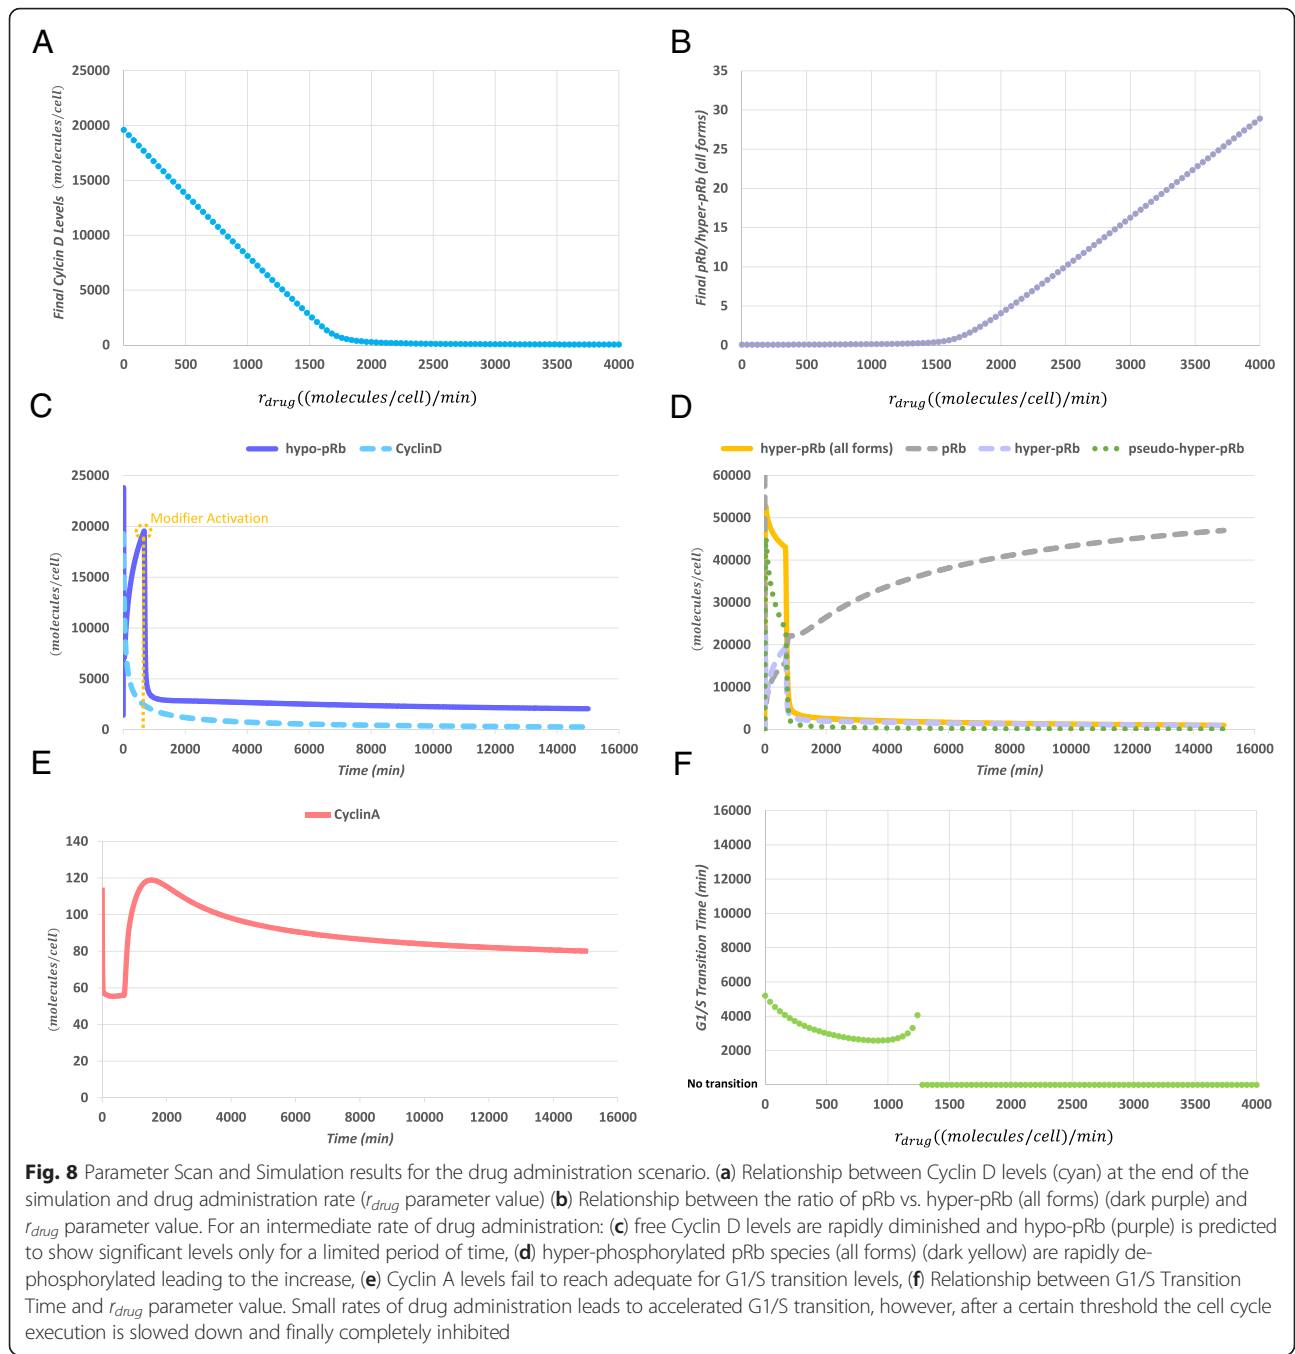 A
25000
20000
15000
10000
5000
0
Final Cylcin D Levels (molecules/cell)
0 500 1000 1500 2000 2500 3000 3500 4000
r_drug((molecules/cell)/min)
B
35
30
25
20
15
10
5
0
Final pRb/hyper-pRb (all forms)
0 500 1000 1500 2000 2500 3000 3500 4000
r_drug((molecules/cell)/min)
C
hypo-pRb CyclinD
25000
20000
15000
10000
5000
0
(molecules/cell)
Modifier Activation
0 2000 4000 6000 8000 10000 12000 14000 16000
Time (min)
D
hyper-pRb (all forms) pRb hyper-pRb pseudo-hyper-pRb
60000
50000
40000
30000
20000
10000
0
(molecules/cell)
0 2000 4000 6000 8000 10000 12000 14000 16000
Time (min)
E
CyclinA
140
120
100
80
60
40
20
0
(molecules/cell)
0 2000 4000 6000 8000 10000 12000 14000 16000
Time (min)
F
16000
14000
12000
10000
8000
6000
4000
2000
No transition
G1/S Transition Time (min)
0 500 1000 1500 2000 2500 3000 3500 4000
r_drug((molecules/cell)/min)
Fig. 8 Parameter Scan and Simulation results for the drug administration scenario. (a) Relationship between Cyclin D levels (cyan) at the end of the
simulation and drug administration rate (r_drug parameter value) (b) Relationship between the ratio of pRb vs. hyper-pRb (all forms) (dark purple) and
r_drug parameter value. For an intermediate rate of drug administration: (c) free Cyclin D levels are rapidly diminished and hypo-pRb (purple) is predicted
to show significant levels only for a limited period of time, (d) hyper-phosphorylated pRb species (all forms) (dark yellow) are rapidly de-
phosphorylated leading to the increase, (e) Cyclin A levels fail to reach adequate for G1/S transition levels, (f) Relationship between G1/S Transition
Time and r_drug parameter value. Small rates of drug administration leads to accelerated G1/S transition, however, after a certain threshold the cell cycle
execution is slowed down and finally completely inhibited